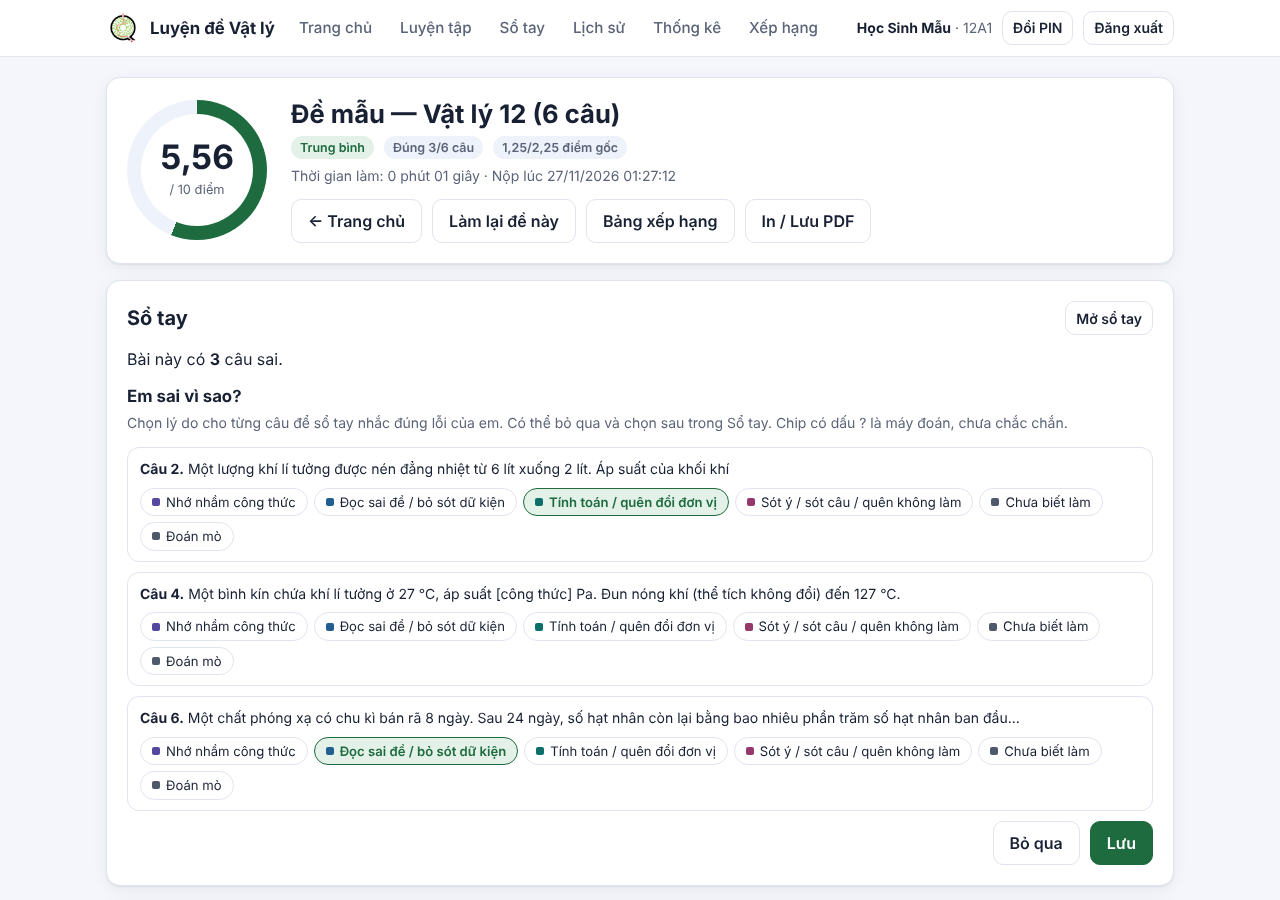 Luyện đề Vật lý Trang chủ Luyện tập Sổ tay Lịch sử Thống kê Xếp hạng Học Sinh Mẫu · 12A1 Đổi PIN Đăng xuất
5,56
/ 10 điểm
Đề mẫu — Vật lý 12 (6 câu)
Trung bình Đúng 3/6 câu 1,25/2,25 điểm gốc
Thời gian làm: 0 phút 01 giây · Nộp lúc 27/11/2026 01:27:12
← Trang chủ Làm lại đề này Bảng xếp hạng In / Lưu PDF
Sổ tay Mở sổ tay
Bài này có 3 câu sai.
Em sai vì sao?
Chọn lý do cho từng câu để sổ tay nhắc đúng lỗi của em. Có thể bỏ qua và chọn sau trong Sổ tay. Chip có dấu ? là máy đoán, chưa chắc chắn.
Câu 2. Một lượng khí lí tưởng được nén đẳng nhiệt từ 6 lít xuống 2 lít. Áp suất của khối khí
Nhớ nhầm công thức Đọc sai đề / bỏ sót dữ kiện Tính toán / quên đổi đơn vị Sót ý / sót câu / quên không làm Chưa biết làm
Đoán mò
Câu 4. Một bình kín chứa khí lí tưởng ở 27 °C, áp suất [công thức] Pa. Đun nóng khí (thể tích không đổi) đến 127 °C.
Nhớ nhầm công thức Đọc sai đề / bỏ sót dữ kiện Tính toán / quên đổi đơn vị Sót ý / sót câu / quên không làm Chưa biết làm
Đoán mò
Câu 6. Một chất phóng xạ có chu kì bán rã 8 ngày. Sau 24 ngày, số hạt nhân còn lại bằng bao nhiêu phần trăm số hạt nhân ban đầu...
Nhớ nhầm công thức Đọc sai đề / bỏ sót dữ kiện Tính toán / quên đổi đơn vị Sót ý / sót câu / quên không làm Chưa biết làm
Đoán mò
Bỏ qua Lưu